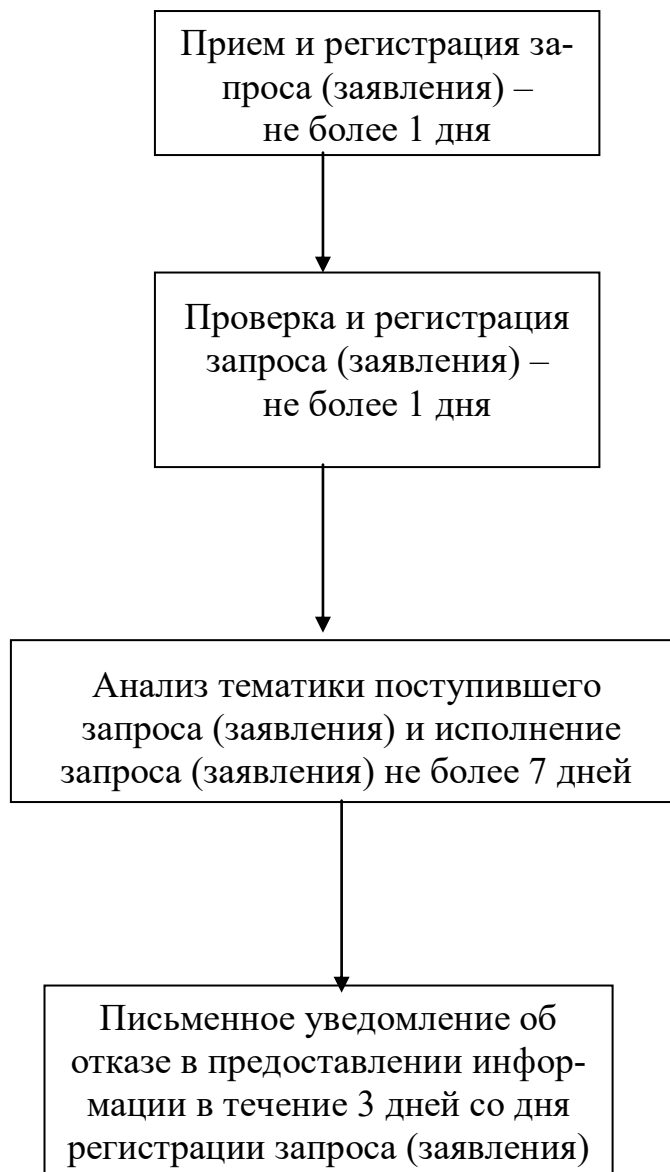 Прием и регистрация за-
проса (заявления) –
не более 1 дня
Проверка и регистрация
запроса (заявления) –
не более 1 дня
Анализ тематики поступившего
запроса (заявления) и исполнение
запроса (заявления) не более 7 дней
Письменное уведомление об
отказе в предоставлении инфор-
мации в течение 3 дней со дня
регистрации запроса (заявления)